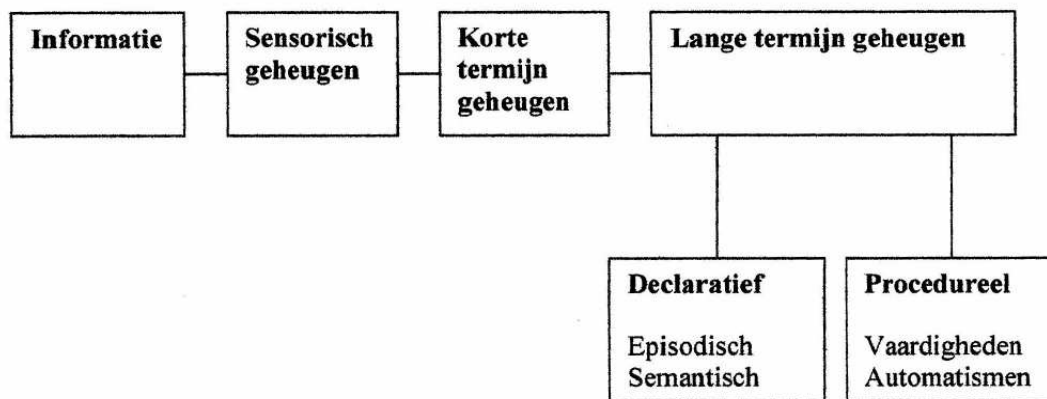 Informatie
Sensorisch
geheugen
Korte
termijn
geheugen
Lange termijn geheugen
Declaratief
Episodisch
Semantisch
Procedureel
Vaardigheden
Automatismen